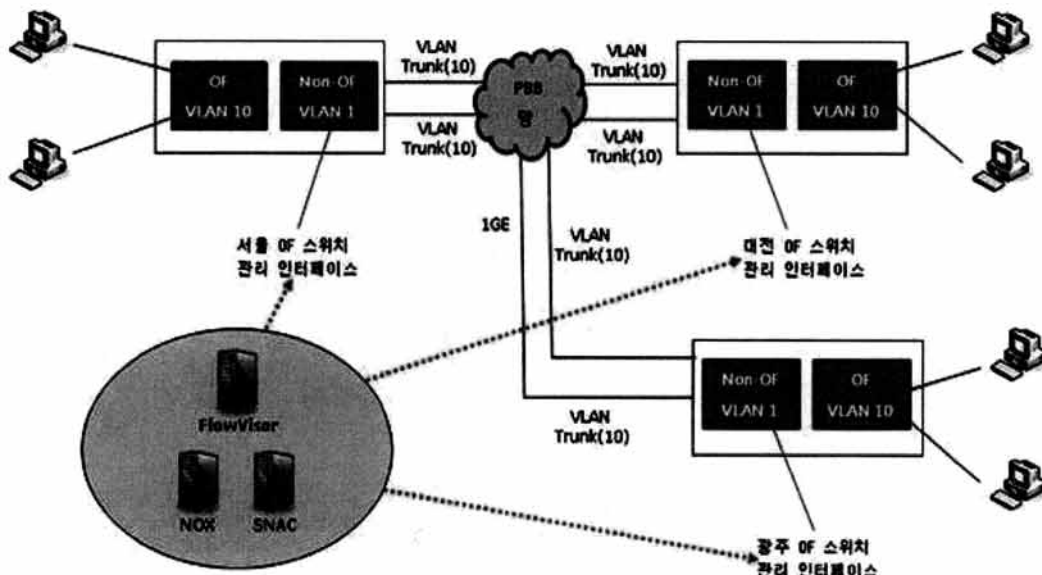 OF
VLAN 10
Non-OF
VLAN 1
VLAN
Trunk(10)
VLAN
Trunk(10)
PBB
망
VLAN
Trunk(10)
VLAN
Trunk(10)
Non-OF
VLAN 1
OF
VLAN 10
서울 OF 스위치
관리 인터페이스
1GE
VLAN
Trunk(10)
대전 OF 스위치
관리 인터페이스
FlowVisor
NOX
SNAC
VLAN
Trunk(10)
Non-OF
VLAN 1
OF
VLAN 10
광주 OF 스위치
관리 인터페이스